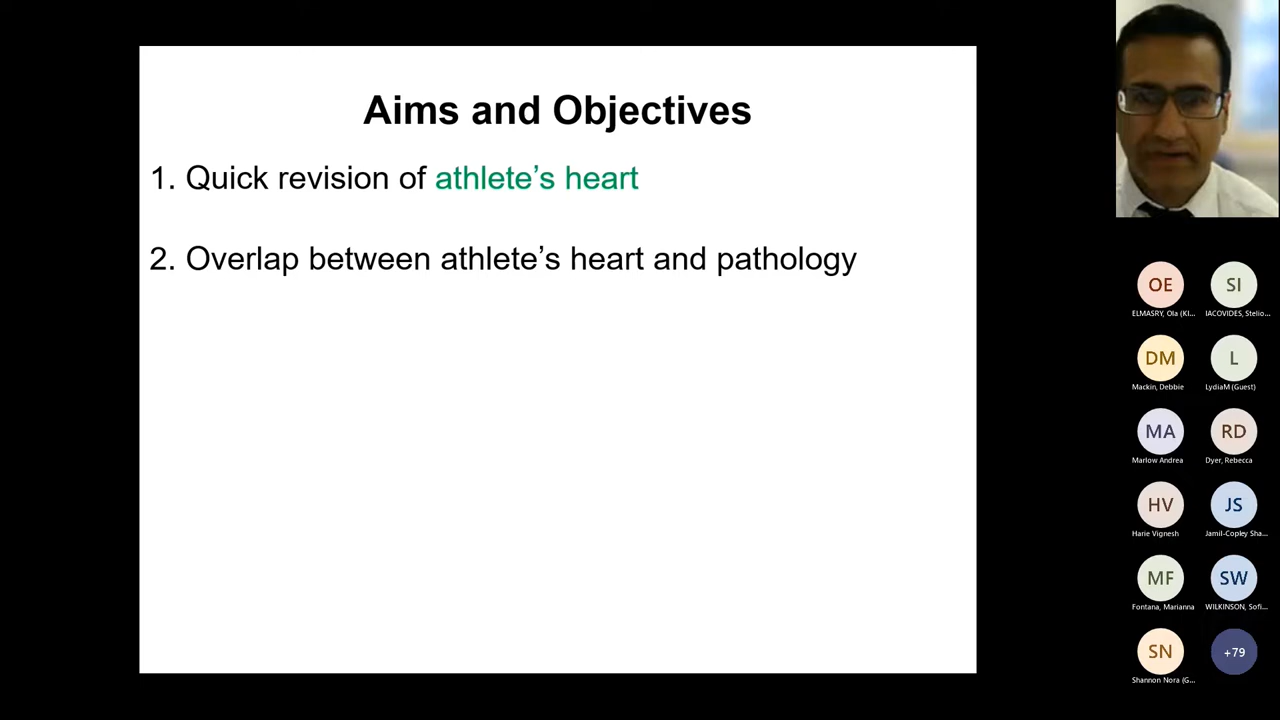 Aims and Objectives
1. Quick revision of athlete’s heart
2. Overlap between athlete’s heart and pathology
OE
SI
ELMASRY, Ola (KI...
IACOVIDES, Stelio...
DM
L
Mackin, Debbie
LydiaM (Guest)
MA
RD
Marlow Andrea
Dyer, Rebecca
HV
JS
Harie Vignesh
Jamil-Copley Sha...
MF
SW
Fontana, Marianna
WILKINSON, Sofi...
SN
+79
Shannon Nora (G...